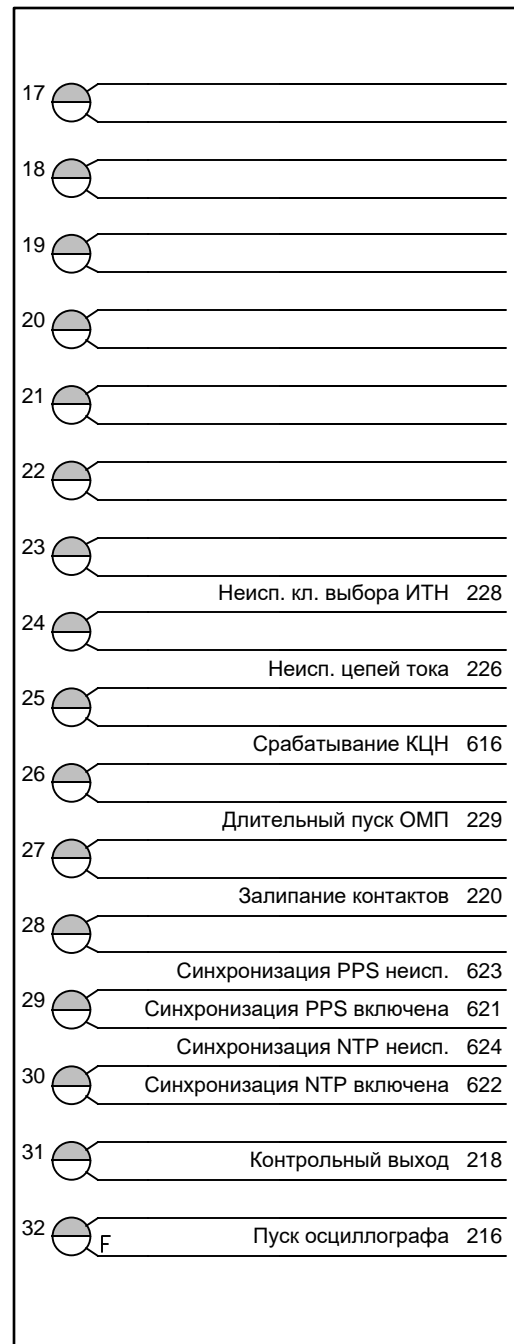 17
18
19
20
21
22
23
Неисп. кл. выбора ИТН 228
24
Неисп. цепей тока 226
25
Срабатывание КЦН 616
26
Длительный пуск ОМП 229
27
Залипание контактов 220
28
Синхронизация PPS неисп. 623
29 Синхронизация PPS включена 621
Синхронизация NTP неисп. 624
30 Синхронизация NTP включена 622
31 Контрольный выход 218
32 F Пуск осциллографа 216